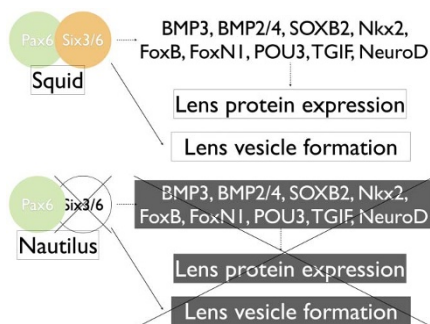 Pax6 Six3/6
Squid
BMP3, BMP2/4, SOXB2, Nkx2,
FoxB, FoxN1, POU3, TGIF, NeuroD
Lens protein expression
Lens vesicle formation
Pax6 Six3/6
Nautilus
BMP3, BMP2/4, SOXB2, Nkx2,
FoxB, FoxN1, POU3, TGIF, NeuroD
Lens protein expression
Lens vesicle formation